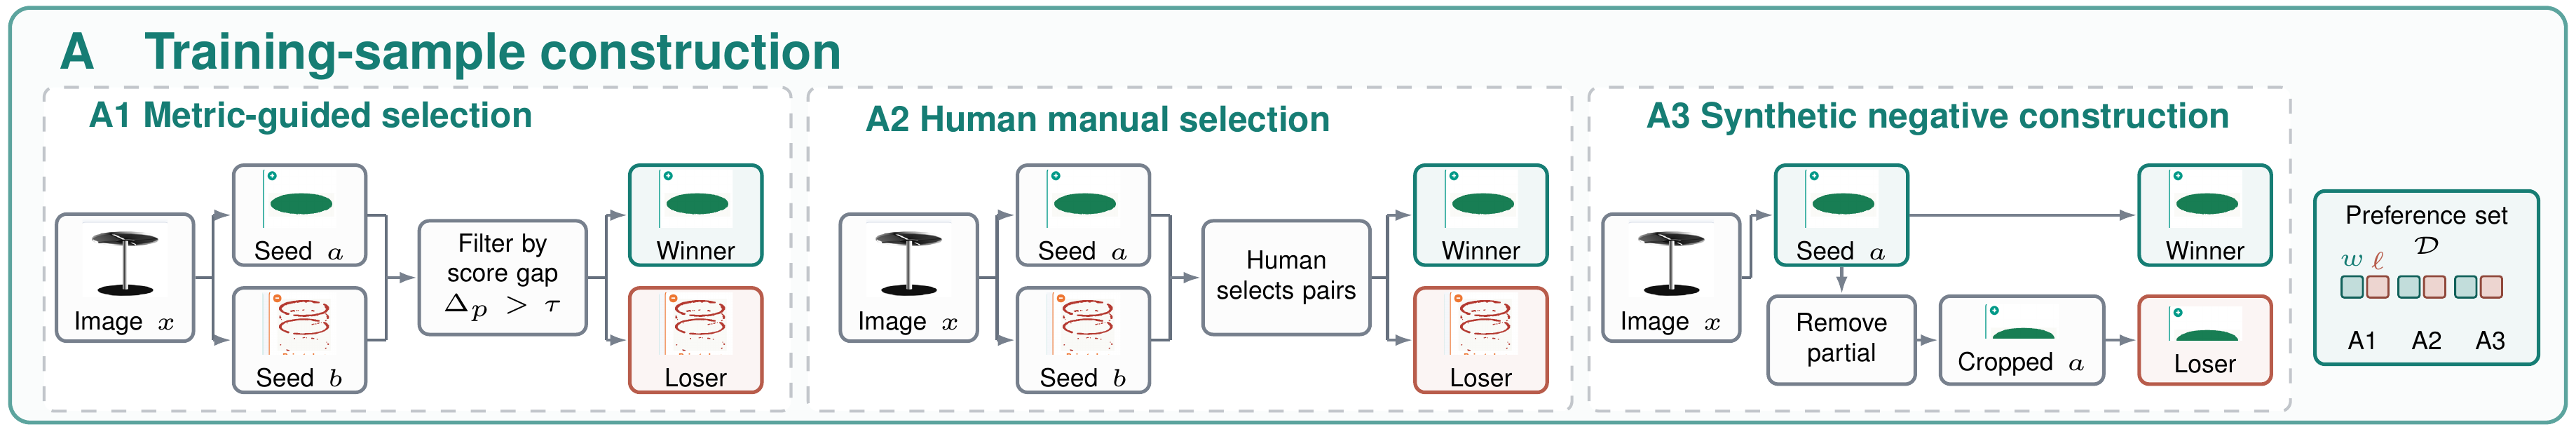 A Training-sample construction
A1 Metric-guided selection
Image x
Seed a
Seed b
Filter by
score gap
Δp > τ
Winner
Loser
A2 Human manual selection
Image x
Seed a
Seed b
Human
selects pairs
Winner
Loser
A3 Synthetic negative construction
Image x
Seed a
Remove
partial
Cropped a
Winner
Loser
Preference set
𝒟
w ℓ
A1 A2 A3